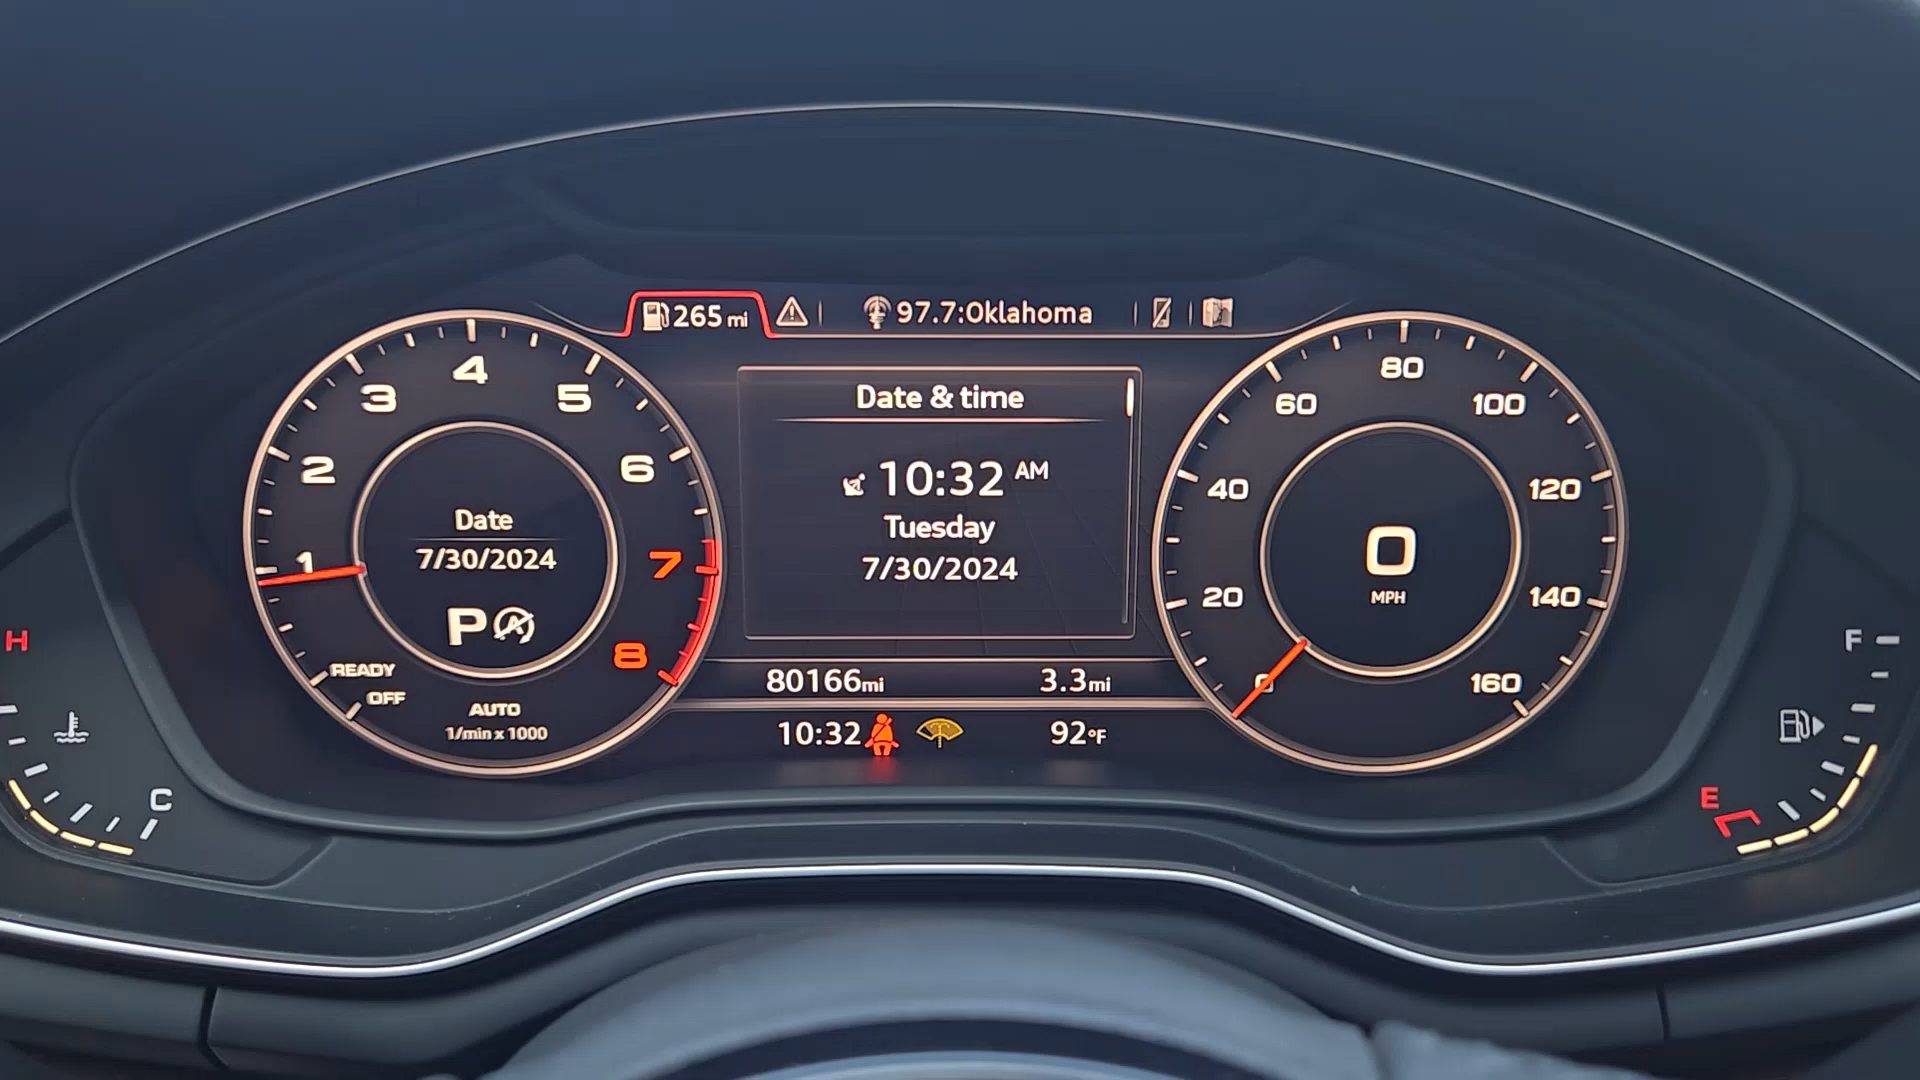 265 mi
97.7:Oklahoma
1
2
3
4
5
6
7
8
READY
OFF
Date
7/30/2024
P A
AUTO
1/min x 1000
Date & time
10:32 AM
Tuesday
7/30/2024
80166mi 3.3mi
10:32 92°F
0
20
40
60
80
100
120
140
160
0
MPH
H
C
F
E